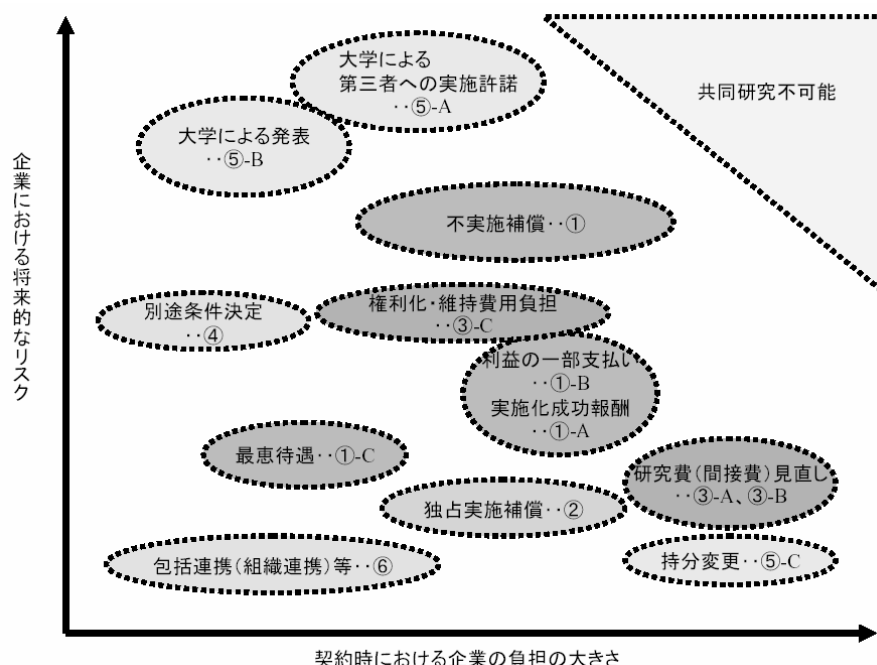 大学による
第三者への実施許諾
‥⑤-A
共同研究不可能
大学による発表
‥⑤-B
企業における将来的なリスク
不実施補償‥①
別途条件決定
‥④
権利化・維持費用負担
‥③-C
利益の一部支払い
‥①-B
実施化成功報酬
‥①-A
最恵待遇‥①-C
研究費(間接費)見直し
‥③-A、③-B
独占実施補償‥②
包括連携(組織連携)等‥⑥
持分変更‥⑤-C
契約時における企業の負担の大きさ